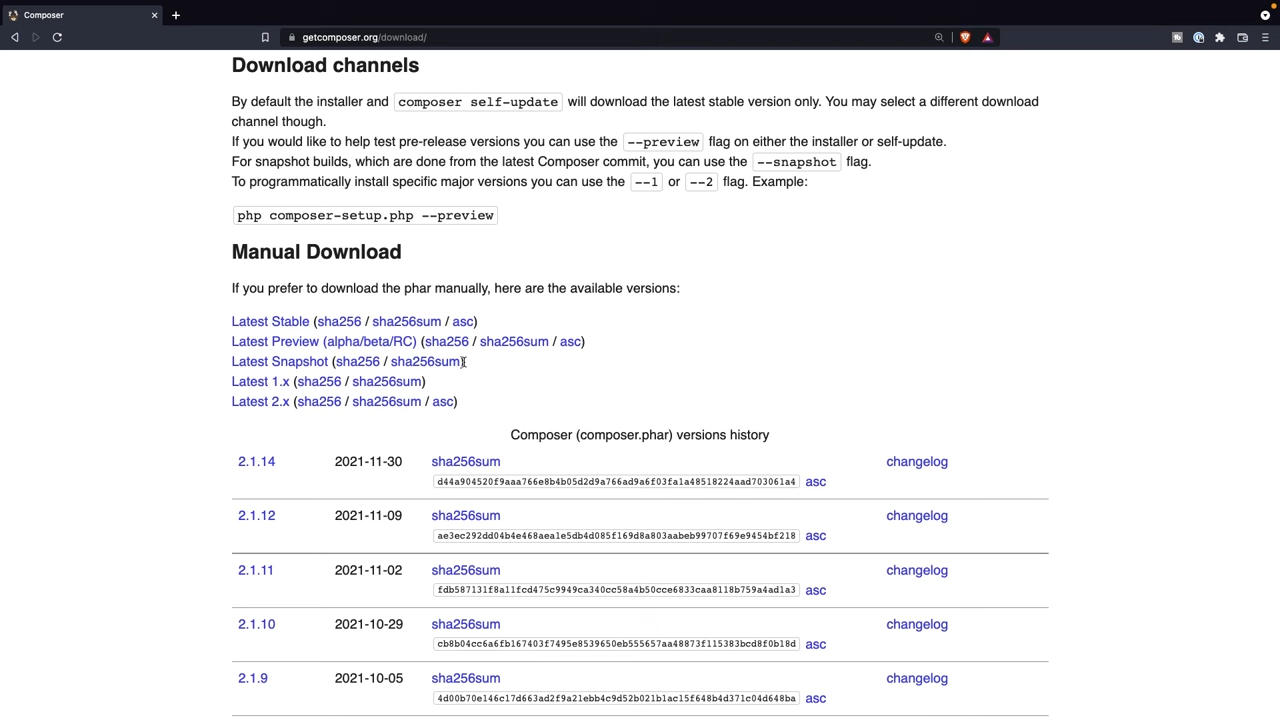 Composer
getcomposer.org/download/
Download channels
By default the installer and composer self-update will download the latest stable version only. You may select a different download
channel though.
If you would like to help test pre-release versions you can use the --preview flag on either the installer or self-update.
For snapshot builds, which are done from the latest Composer commit, you can use the --snapshot flag.
To programmatically install specific major versions you can use the --1 or --2 flag. Example:
php composer-setup.php --preview
Manual Download
If you prefer to download the phar manually, here are the available versions:
Latest Stable (sha256 / sha256sum / asc)
Latest Preview (alpha/beta/RC) (sha256 / sha256sum / asc)
Latest Snapshot (sha256 / sha256sum)
Latest 1.x (sha256 / sha256sum)
Latest 2.x (sha256 / sha256sum / asc)
Composer (composer.phar) versions history
2.1.14 2021-11-30 sha256sum changelog
d44a904520f9aaa766e8b4b05d2d9a766ad9a6f03fa1a48518224aad703061a4 asc
2.1.12 2021-11-09 sha256sum changelog
ae3ec292dd04b4e468aea1e5db4d085f169d8a803aabeb99707f69e9454bf218 asc
2.1.11 2021-11-02 sha256sum changelog
fdb587131f8a11fcd475c9949ca340cc58a4b50cce6833caa8118b759a4ad1a3 asc
2.1.10 2021-10-29 sha256sum changelog
cb8b04cc6a6fb167403f7495e8539650eb555657aa48873f115383bcd8f0b18d asc
2.1.9 2021-10-05 sha256sum changelog
4d00b70e146c17d663ad2f9a21ebb4c9d52b021b1ac15f648b4d371c04d648ba asc